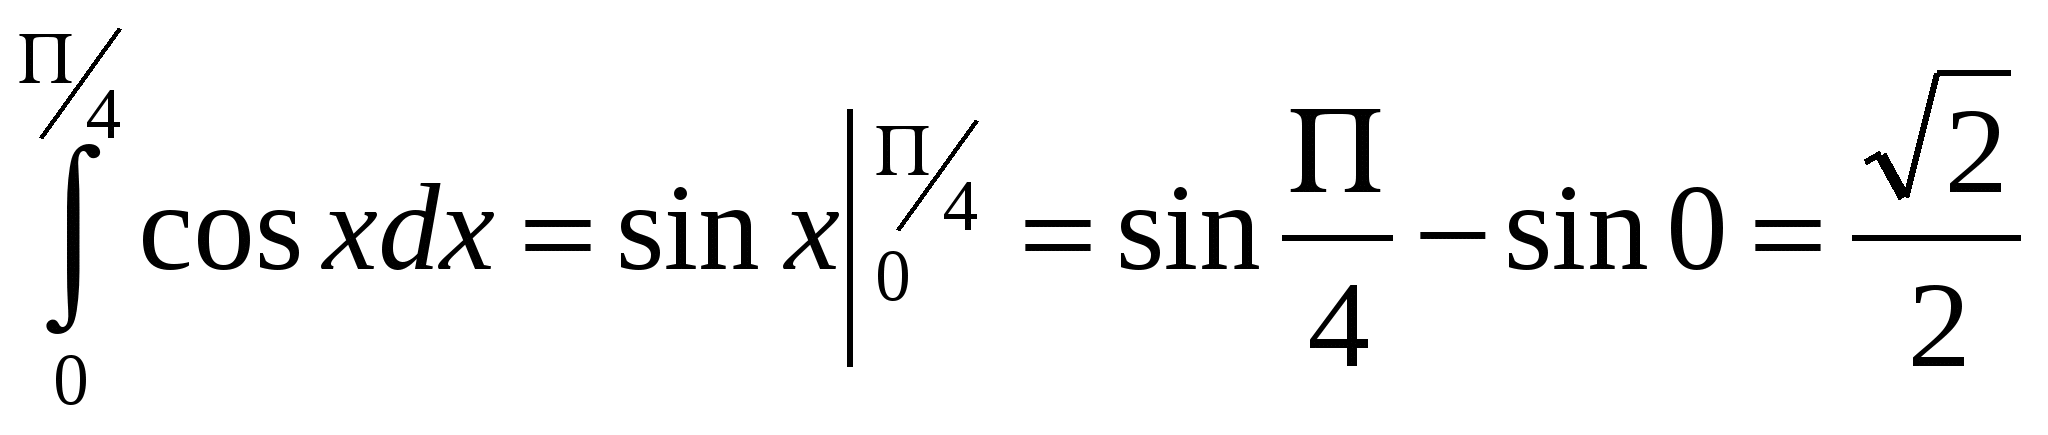 ∫₀^{П/4} cos xdx = sin x|₀^{П/4} = sin П/4 − sin 0 = √2/2